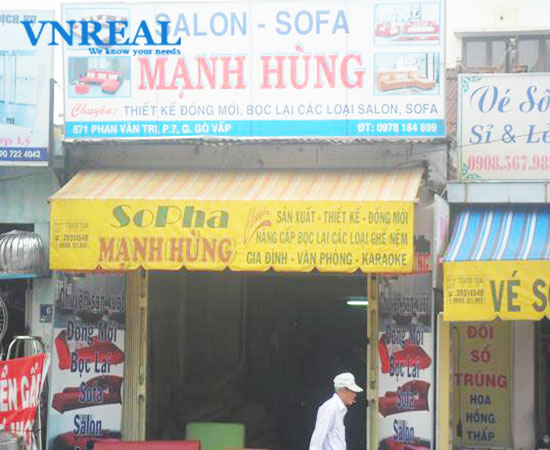 VNREAL
We know your needs
SALON - SOFA
MẠNH HÙNG
Chuyên: THIẾT KẾ ĐÓNG MỚI, BỌC LẠI CÁC LOẠI SALON, SOFA
671 PHAN VĂN TRỊ, P.7, Q. GÒ VẤP
ĐT: 0978 184 699
SoPha
MẠNH HÙNG
Chuyên
SẢN XUẤT - THIẾT KẾ - ĐÓNG MỚI
NÂNG CẤP BỌC LẠI CÁC LOẠI GHẾ NỆM
GIA ĐÌNH - VĂN PHÒNG - KARAOKE
Đóng Mới
Bọc Lại
Sofa
Salon
Đóng Mới
Bọc Lại
Sofa
Salon
Vé Số
Sỉ & 
0908.567.98
VÉ S
ĐỔI
SỐ
TRÚNG
HOA
HỒNG
THẤP
90 722 4042